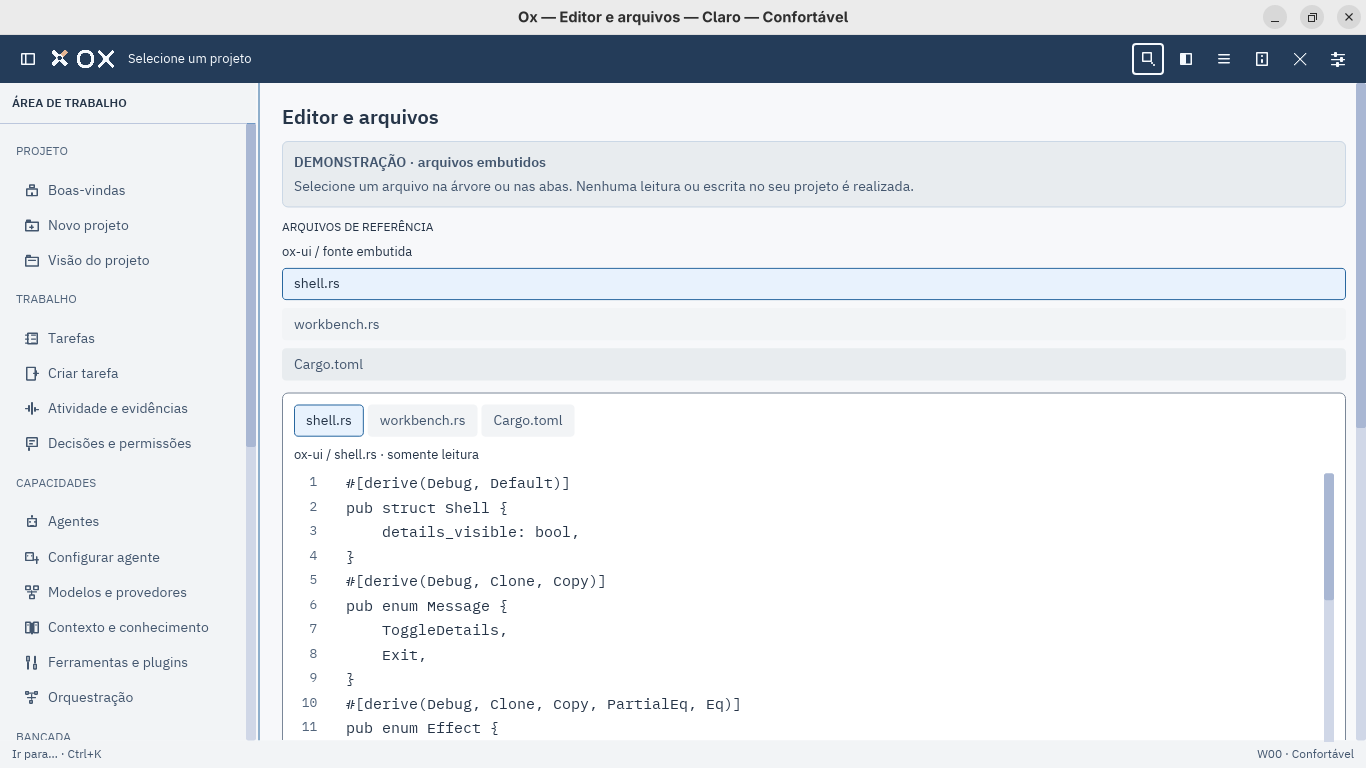 Ox — Editor e arquivos — Claro — Confortável
OX Selecione um projeto
ÁREA DE TRABALHO
PROJETO
Boas-vindas
Novo projeto
Visão do projeto
TRABALHO
Tarefas
Criar tarefa
Atividade e evidências
Decisões e permissões
CAPACIDADES
Agentes
Configurar agente
Modelos e provedores
Contexto e conhecimento
Ferramentas e plugins
Orquestração
BANCADA
Editor e arquivos
DEMONSTRAÇÃO · arquivos embutidos
Selecione um arquivo na árvore ou nas abas. Nenhuma leitura ou escrita no seu projeto é realizada.
ARQUIVOS DE REFERÊNCIA
ox-ui / fonte embutida
shell.rs
workbench.rs
Cargo.toml
shell.rs workbench.rs Cargo.toml
ox-ui / shell.rs · somente leitura
1 #[derive(Debug, Default)]
2 pub struct Shell {
3     details_visible: bool,
4 }
5 #[derive(Debug, Clone, Copy)]
6 pub enum Message {
7     ToggleDetails,
8     Exit,
9 }
10 #[derive(Debug, Clone, Copy, PartialEq, Eq)]
11 pub enum Effect {
Ir para... · Ctrl+K
W00 · Confortável